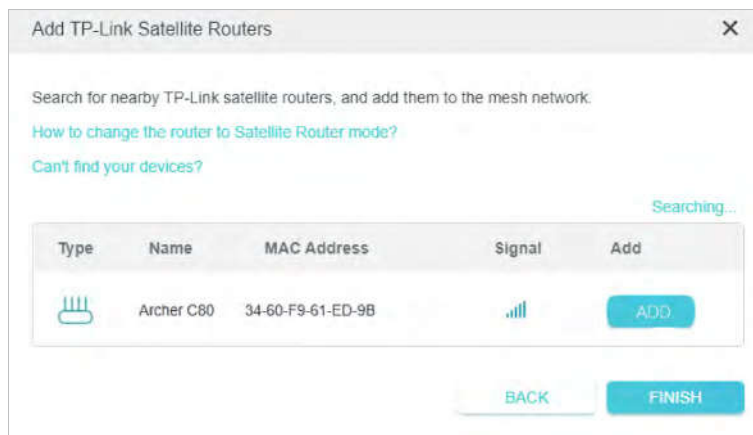 Add TP-Link Satellite Routers
Search for nearby TP-Link satellite routers, and add them to the mesh network.
How to change the router to Satellite Router mode?
Can't find your devices?
Searching...
Type Name MAC Address Signal Add
Archer C80 34-60-F9-61-ED-9B ADD
BACK FINISH